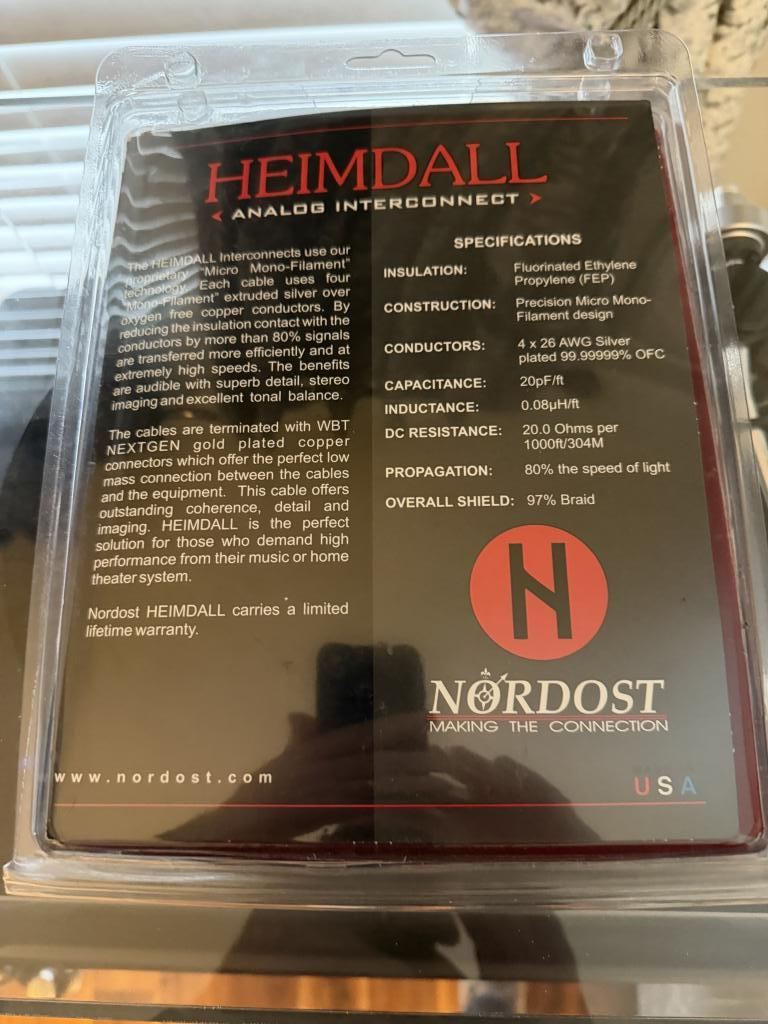 HEIMDALL
ANALOG INTERCONNECT
The HEIMDALL Interconnects use our
proprietary "Micro Mono-Filament"
technology. Each cable uses four
"Mono-Filament" extruded silver over
oxygen free copper conductors. By
reducing the insulation contact with the
conductors by more than 80% signals
are transferred more efficiently and at
extremely high speeds. The benefits
are audible with superb detail, stereo
imaging and excellent tonal balance.
The cables are terminated with WBT
NEXTGEN gold plated copper
connectors which offer the perfect low
mass connection between the cables
and the equipment. This cable offers
outstanding coherence, detail and
imaging. HEIMDALL is the perfect
solution for those who demand high
performance from their music or home
theater system.
Nordost HEIMDALL carries a limited
lifetime warranty.
www.nordost.com
SPECIFICATIONS
INSULATION: Fluorinated Ethylene
Propylene (FEP)
CONSTRUCTION: Precision Micro Mono-
Filament design
CONDUCTORS: 4 x 26 AWG Silver
plated 99.99999% OFC
CAPACITANCE: 20pF/ft
INDUCTANCE: 0.08µH/ft
DC RESISTANCE: 20.0 Ohms per
1000ft/304M
PROPAGATION: 80% the speed of light
OVERALL SHIELD: 97% Braid
NORDOST
MAKING THE CONNECTION
USA